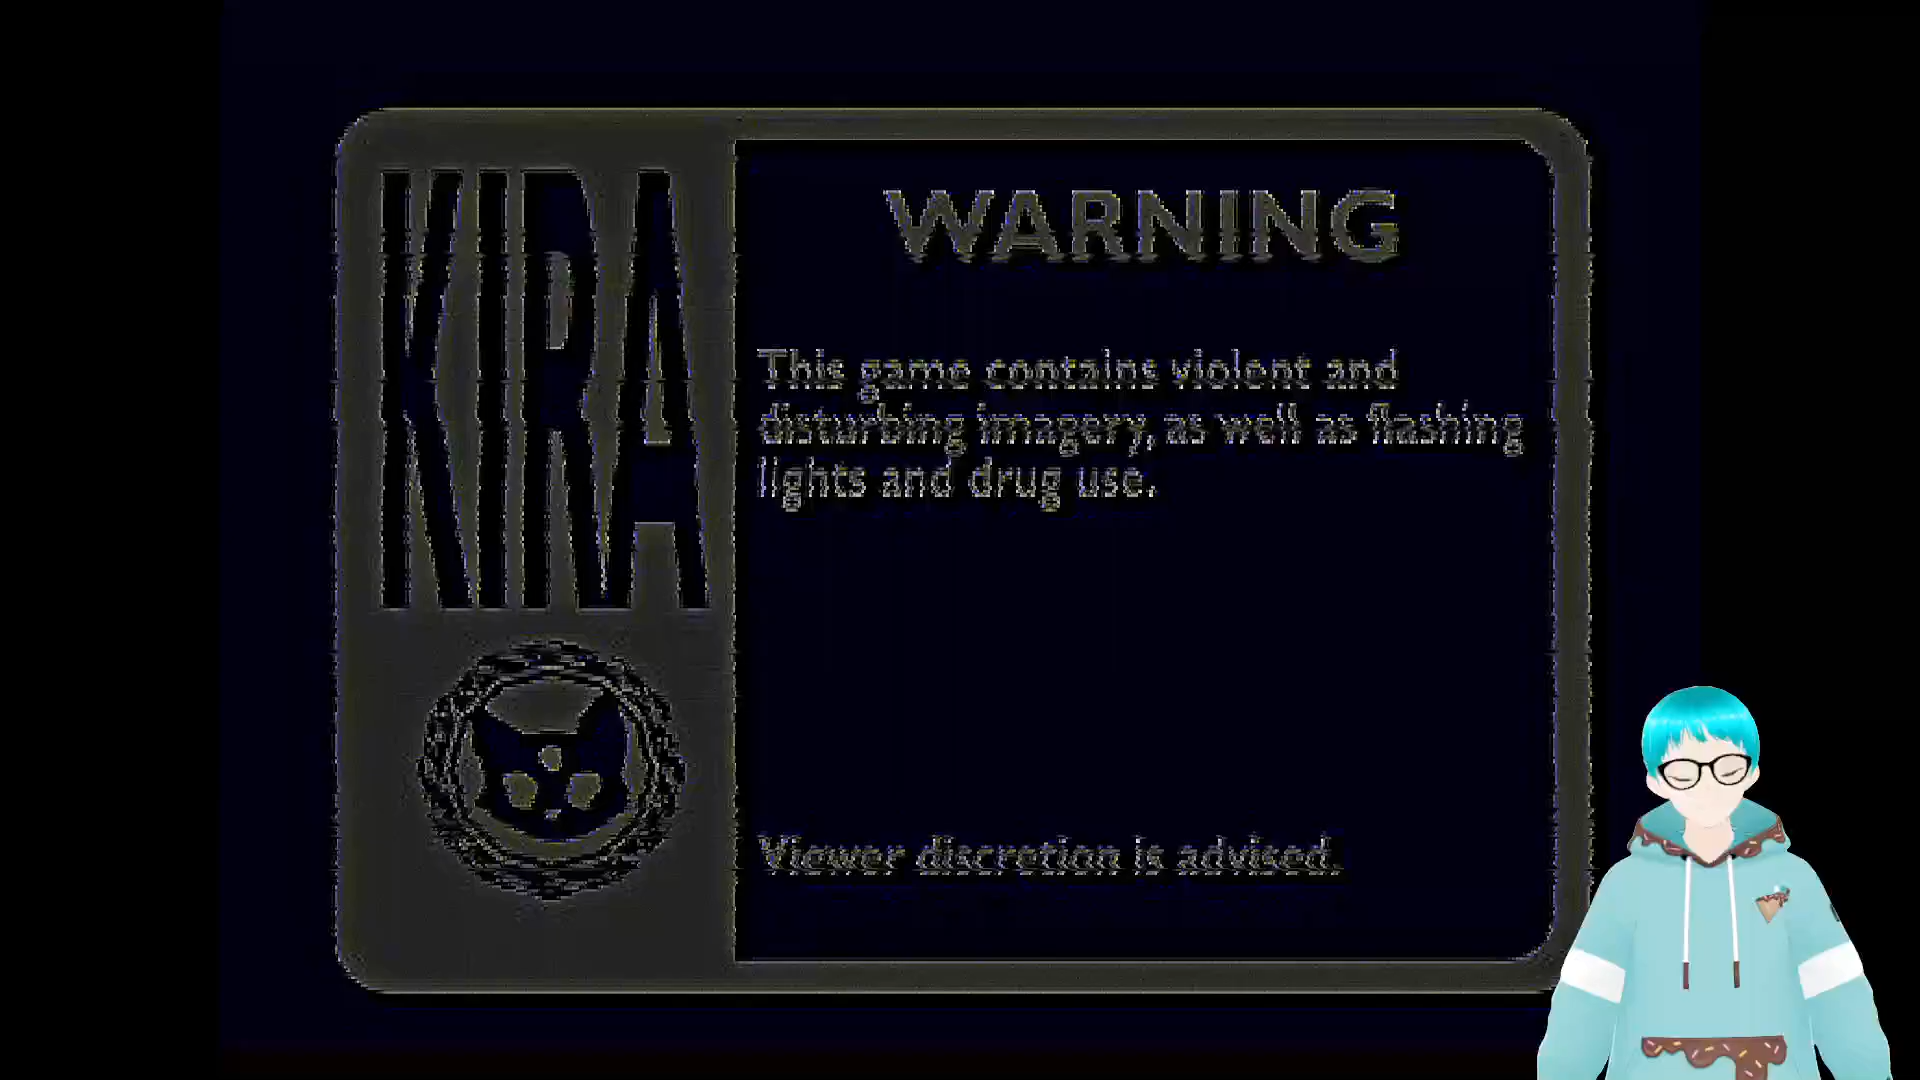 KIRA
WARNING
This game contains violent and
disturbing imagery, as well as flashing
lights and drug use.
Viewer discretion is advised.